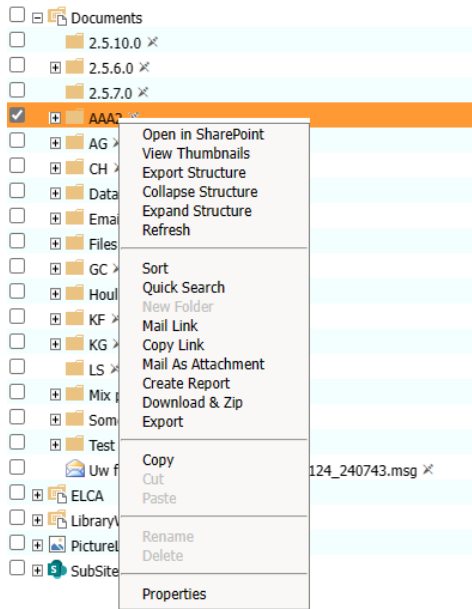 Documents
2.5.10.0
2.5.6.0
2.5.7.0
AAA2
AG
CH
Data
Emai
Files
GC
Houl
KF
KG
LS
Mix
Som
Test
Uw f 124_240743.msg
ELCA
Library
Picture
SubSite
Open in SharePoint
View Thumbnails
Export Structure
Collapse Structure
Expand Structure
Refresh
Sort
Quick Search
New Folder
Mail Link
Copy Link
Mail As Attachment
Create Report
Download & Zip
Export
Copy
Cut
Paste
Rename
Delete
Properties